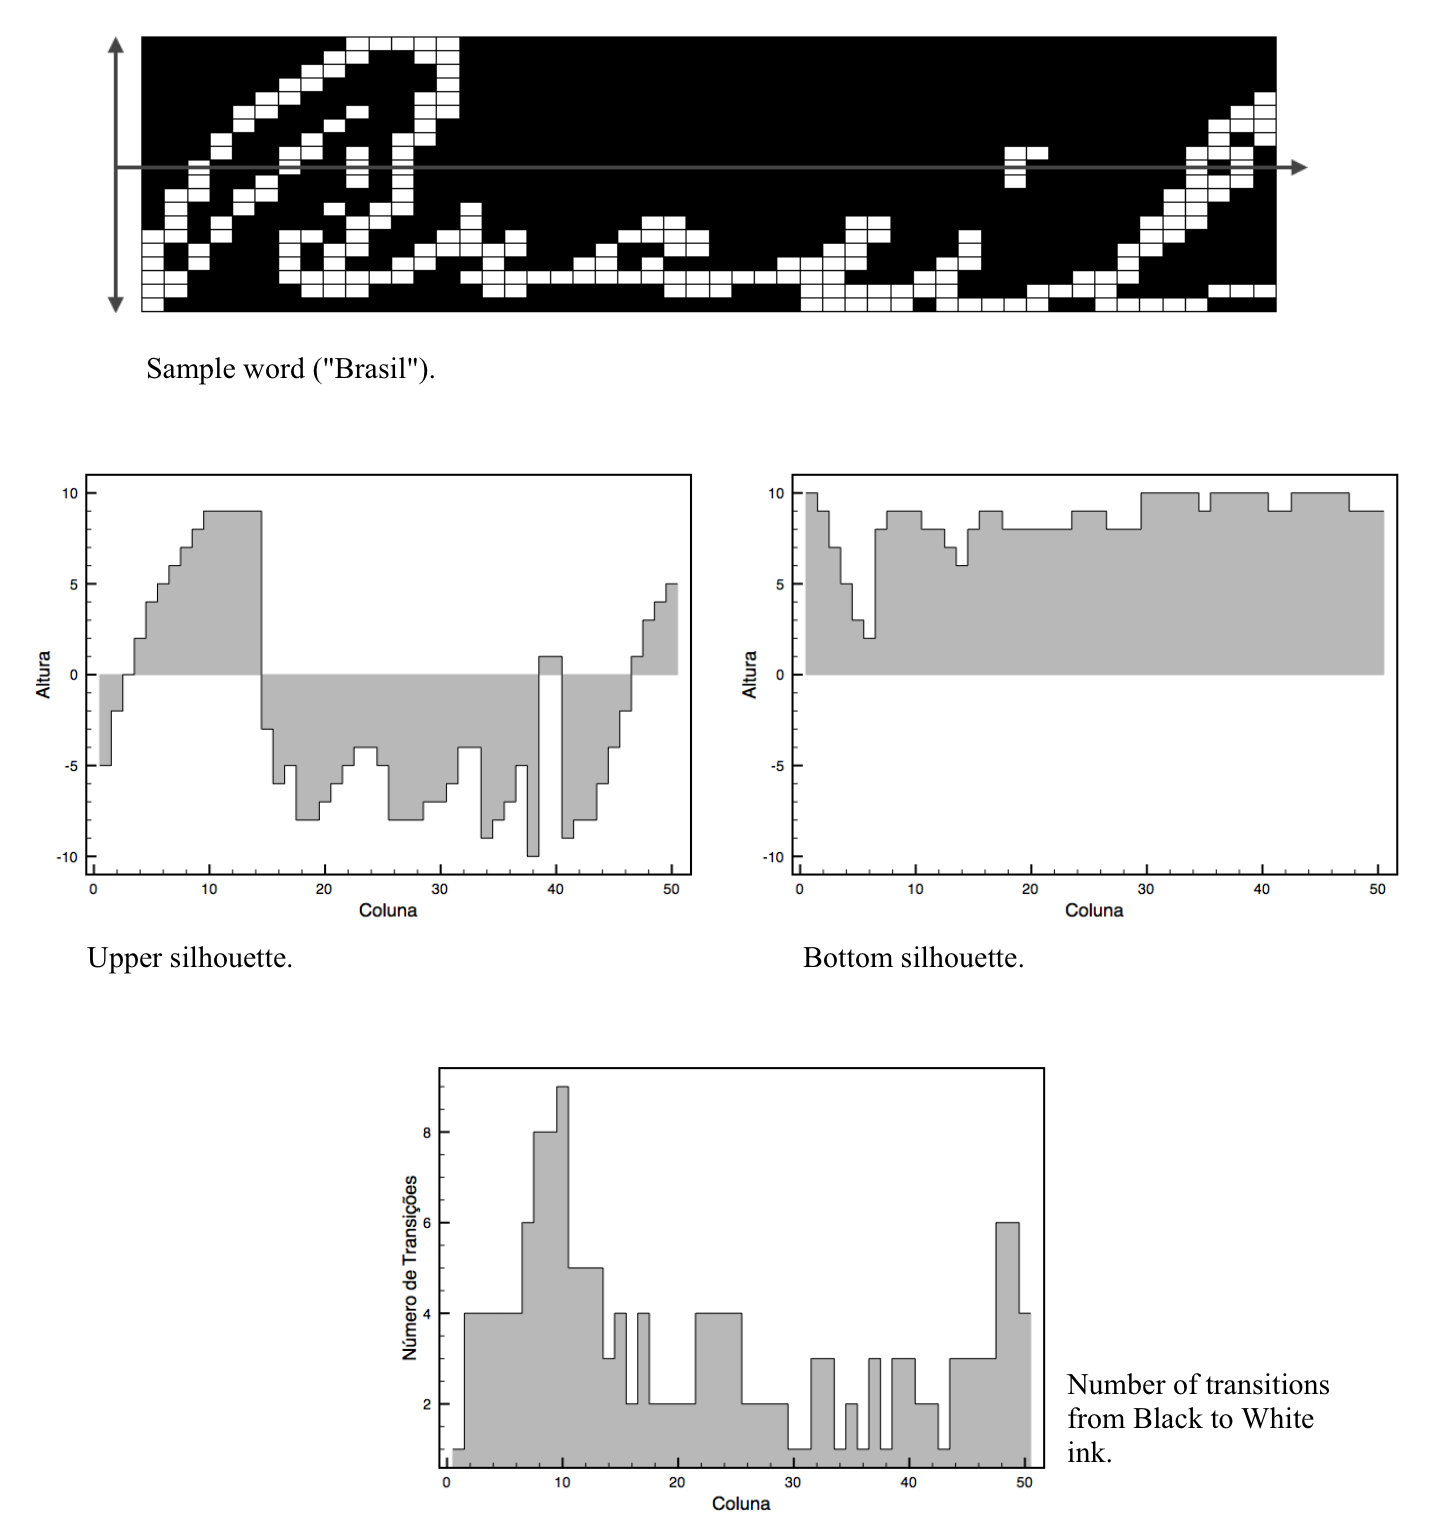 Sample word ("Brasil").
10
5
0
-5
-10
Altura
0 10 20 30 40 50
Coluna
Upper silhouette.
10
5
0
-5
-10
Altura
0 10 20 30 40 50
Coluna
Bottom silhouette.
8
6
4
2
Número de Transições
0 10 20 30 40 50
Coluna
Number of transitions
from Black to White
ink.